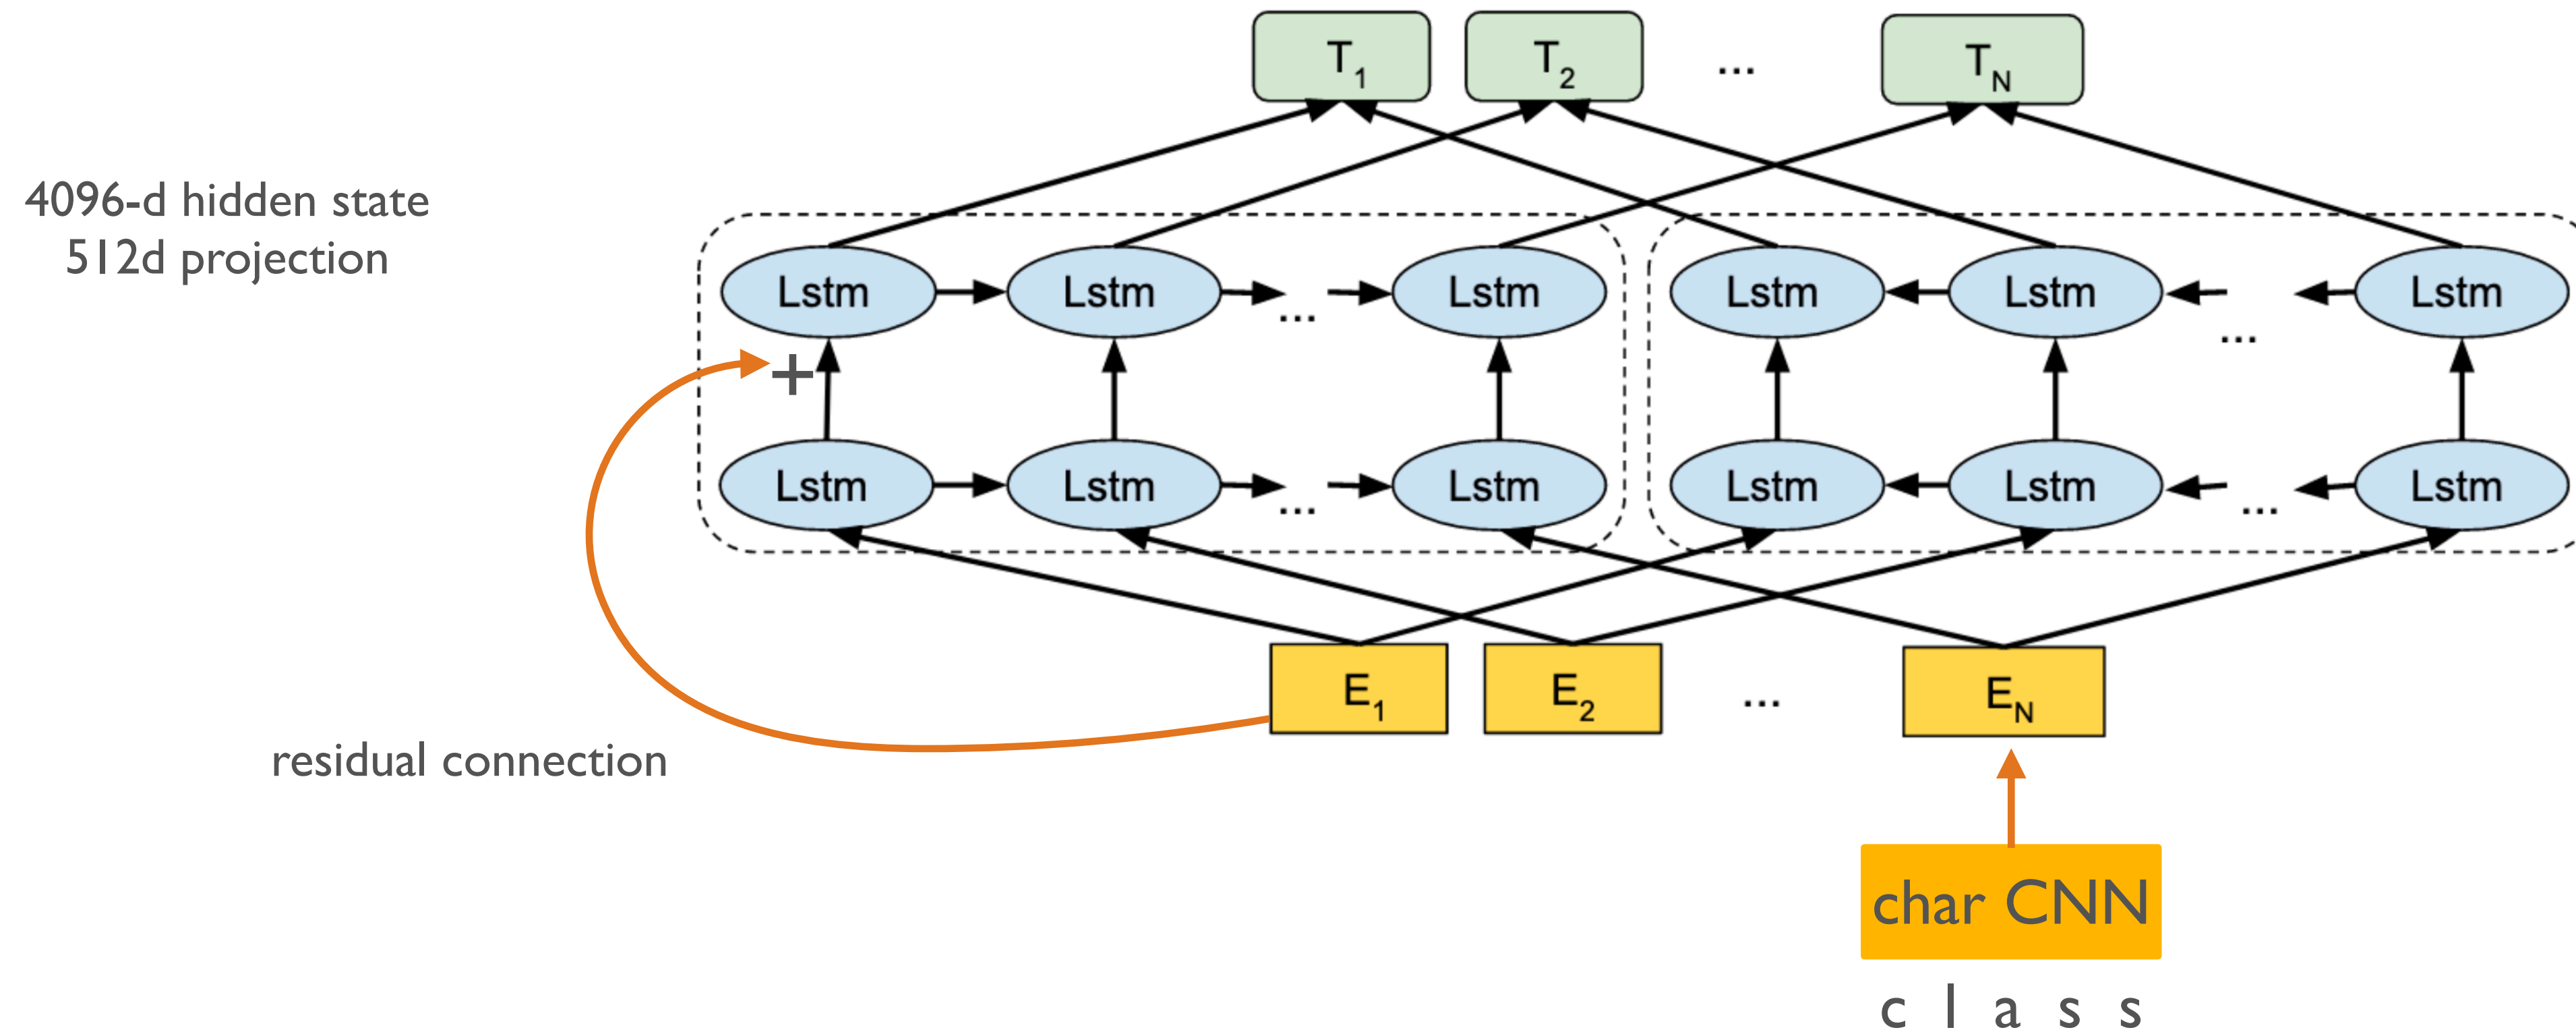 T1 T2 ... TN
4096-d hidden state
512d projection
Lstm Lstm ... Lstm Lstm Lstm ... Lstm
+
Lstm Lstm ... Lstm Lstm Lstm ... Lstm
E1 E2 ... EN
residual connection
char CNN
c l a s s